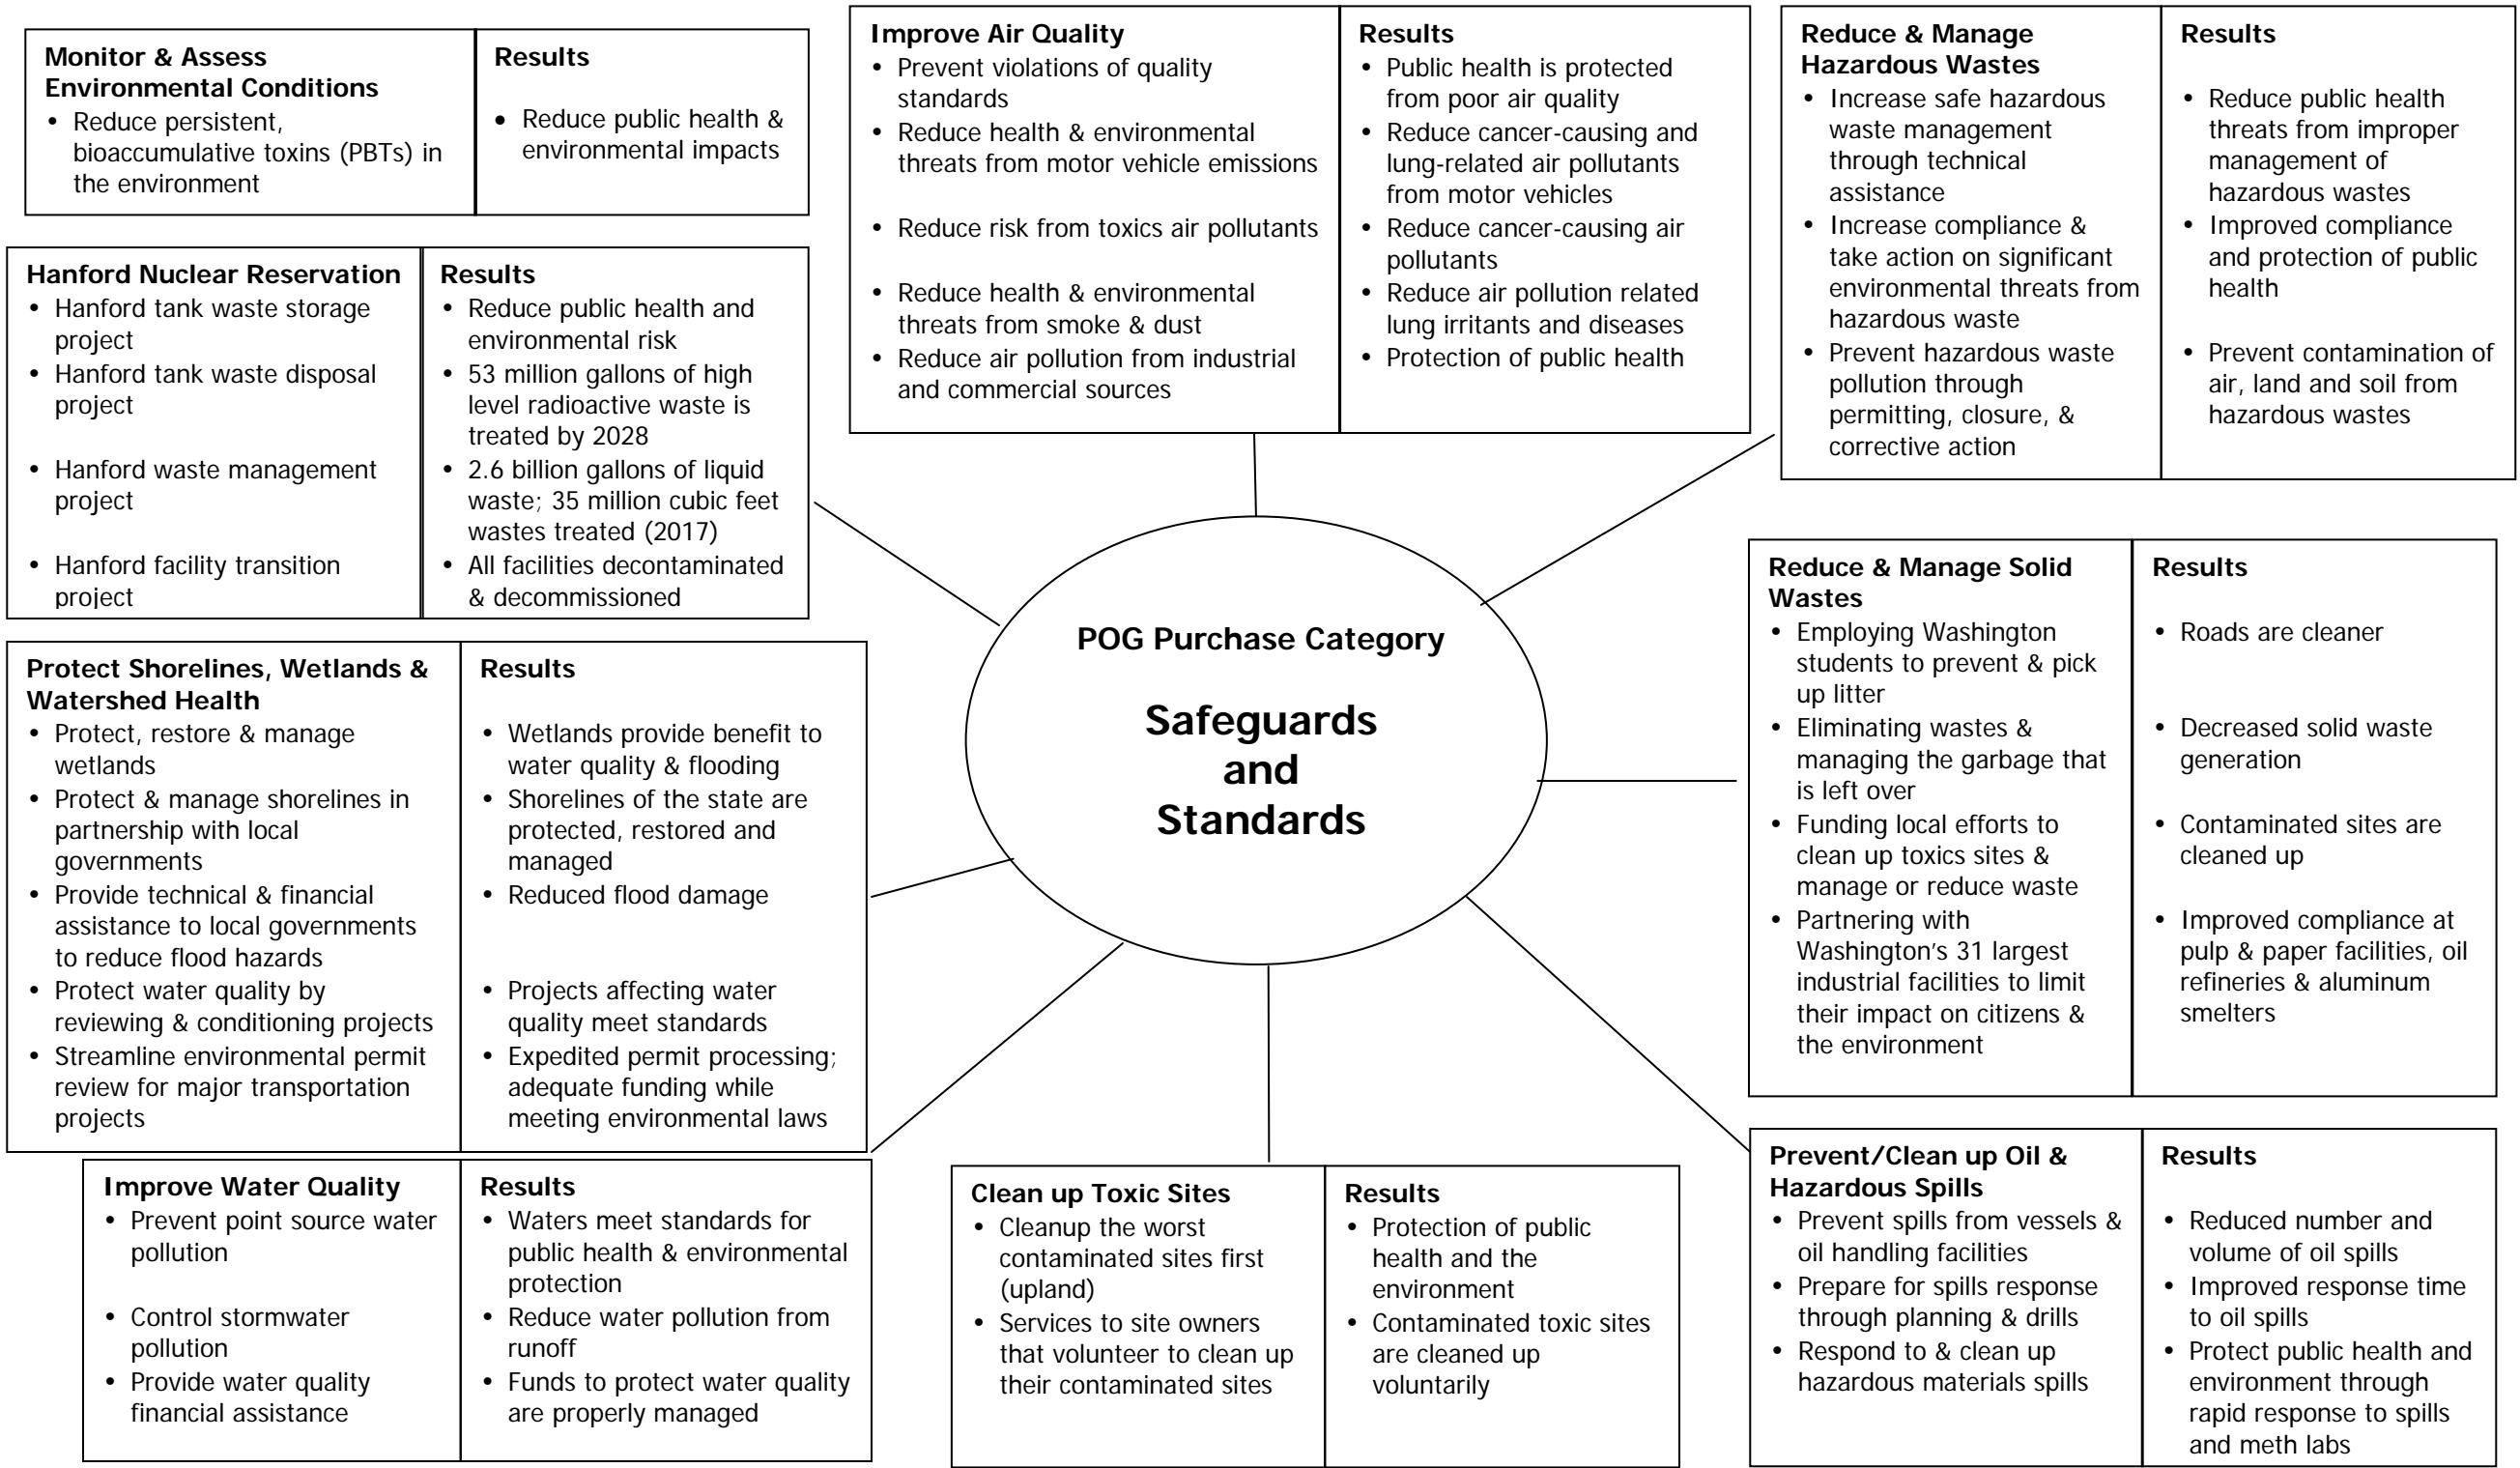 Monitor & Assess
Environmental Conditions
• Reduce persistent,
bioaccumulative toxins (PBTs) in
the environment
Results
• Reduce public health &
environmental impacts
Improve Air Quality
• Prevent violations of quality
standards
• Reduce health & environmental
threats from motor vehicle emissions
• Reduce risk from toxics air pollutants
• Reduce health & environmental
threats from smoke & dust
• Reduce air pollution from industrial
and commercial sources
Results
• Public health is protected
from poor air quality
• Reduce cancer-causing and
lung-related air pollutants
from motor vehicles
• Reduce cancer-causing air
pollutants
• Reduce air pollution related
lung irritants and diseases
• Protection of public health
Reduce & Manage
Hazardous Wastes
• Increase safe hazardous
waste management
through technical
assistance
• Increase compliance &
take action on significant
environmental threats from
hazardous waste
• Prevent hazardous waste
pollution through
permitting, closure, &
corrective action
Results
• Reduce public health
threats from improper
management of
hazardous wastes
• Improved compliance
and protection of public
health
• Prevent contamination of
air, land and soil from
hazardous wastes
Hanford Nuclear Reservation
• Hanford tank waste storage
project
• Hanford tank waste disposal
project
• Hanford waste management
project
• Hanford facility transition
project
Results
• Reduce public health and
environmental risk
• 53 million gallons of high
level radioactive waste is
treated by 2028
• 2.6 billion gallons of liquid
waste; 35 million cubic feet
wastes treated (2017)
• All facilities decontaminated
& decommissioned
POG Purchase Category
Safeguards
and
Standards
Reduce & Manage Solid
Wastes
• Employing Washington
students to prevent & pick
up litter
• Eliminating wastes &
managing the garbage that
is left over
• Funding local efforts to
clean up toxics sites &
manage or reduce waste
• Partnering with
Washington's 31 largest
industrial facilities to limit
their impact on citizens &
the environment
Results
• Roads are cleaner
• Decreased solid waste
generation
• Contaminated sites are
cleaned up
• Improved compliance at
pulp & paper facilities, oil
refineries & aluminum
smelters
Protect Shorelines, Wetlands &
Watershed Health
• Protect, restore & manage
wetlands
• Protect & manage shorelines in
partnership with local
governments
• Provide technical & financial
assistance to local governments
to reduce flood hazards
• Protect water quality by
reviewing & conditioning projects
• Streamline environmental permit
review for major transportation
projects
Results
• Wetlands provide benefit to
water quality & flooding
• Shorelines of the state are
protected, restored and
managed
• Reduced flood damage
• Projects affecting water
quality meet standards
• Expedited permit processing;
adequate funding while
meeting environmental laws
Improve Water Quality
• Prevent point source water
pollution
• Control stormwater
pollution
• Provide water quality
financial assistance
Results
• Waters meet standards for
public health & environmental
protection
• Reduce water pollution from
runoff
• Funds to protect water quality
are properly managed
Clean up Toxic Sites
• Cleanup the worst
contaminated sites first
(upland)
• Services to site owners
that volunteer to clean up
their contaminated sites
Results
• Protection of public
health and the
environment
• Contaminated toxic sites
are cleaned up
voluntarily
Prevent/Clean up Oil &
Hazardous Spills
• Prevent spills from vessels &
oil handling facilities
• Prepare for spills response
through planning & drills
• Respond to & clean up
hazardous materials spills
Results
• Reduced number and
volume of oil spills
• Improved response time
to oil spills
• Protect public health and
environment through
rapid response to spills
and meth labs